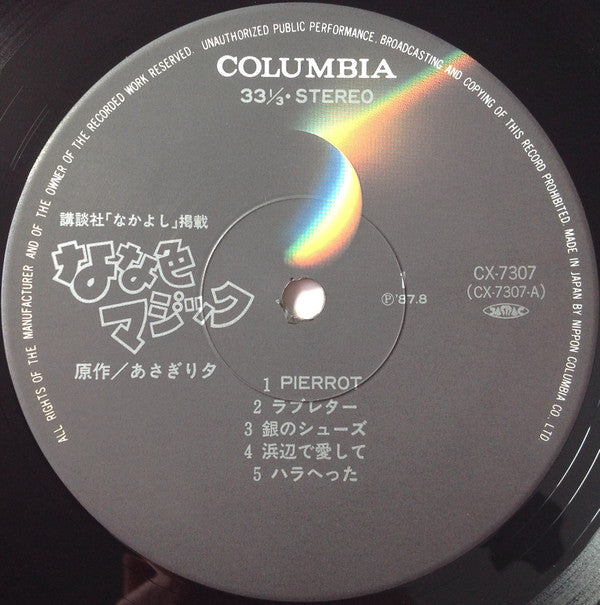 ALL RIGHTS OF THE MANUFACTURER AND OF THE OWNER OF THE RECORDED WORK RESERVED. UNAUTHORIZED PUBLIC PERFORMANCE, BROADCASTING AND COPYING OF THIS RECORD PROHIBITED. MADE IN JAPAN BY NIPPON COLUMBIA CO., LTD
COLUMBIA
33 1/3・STEREO
講談社「なかよし」掲載
なな色
マジック
原作/あさぎり夕
CX-7307
(CX-7307-A)
Ⓟ'87.8
JASRAC
1 PIERROT
2 ラブレター
3 銀のシューズ
4 浜辺で愛して
5 ハラへった